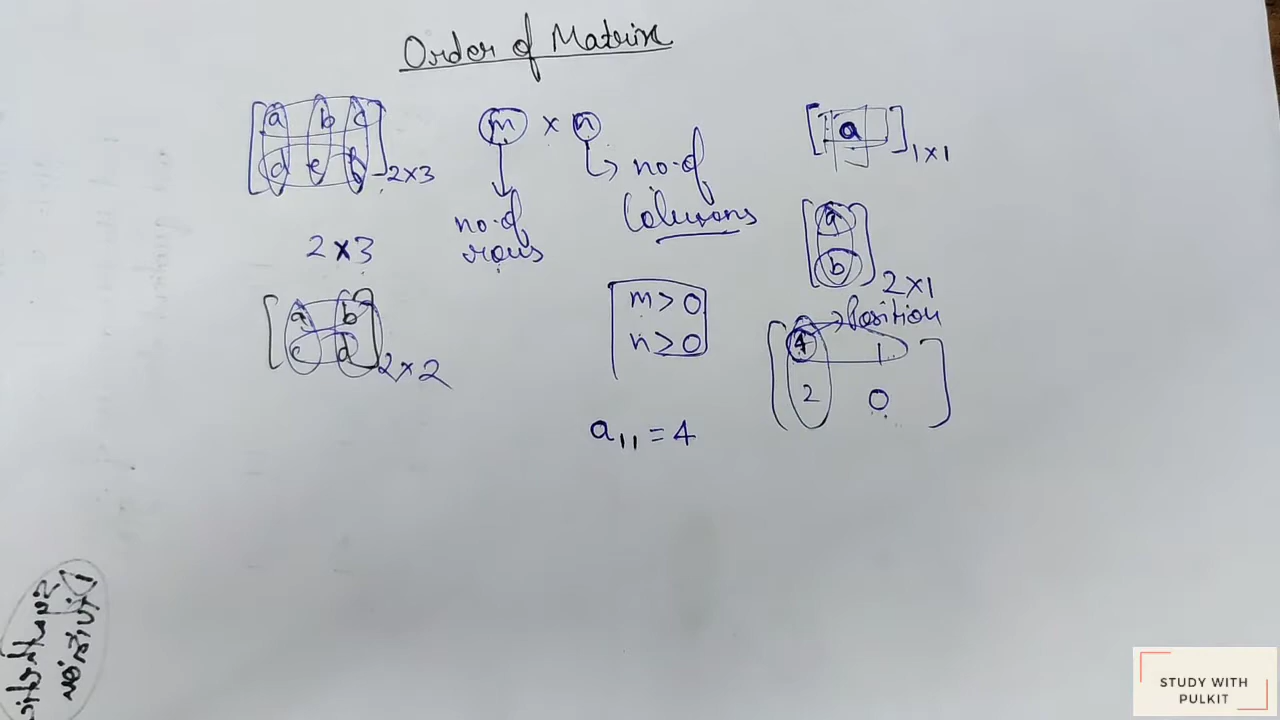 Order of Matrix
[a b c
d e f] 2×3
m × n
no. of rows
no. of Columns
2×3
[a b
c d] 2×2
m > 0
n > 0
a₁₁ = 4
[a] 1×1
[a
b] 2×1
Position
[4 1
2 0]
STUDY WITH
PULKIT